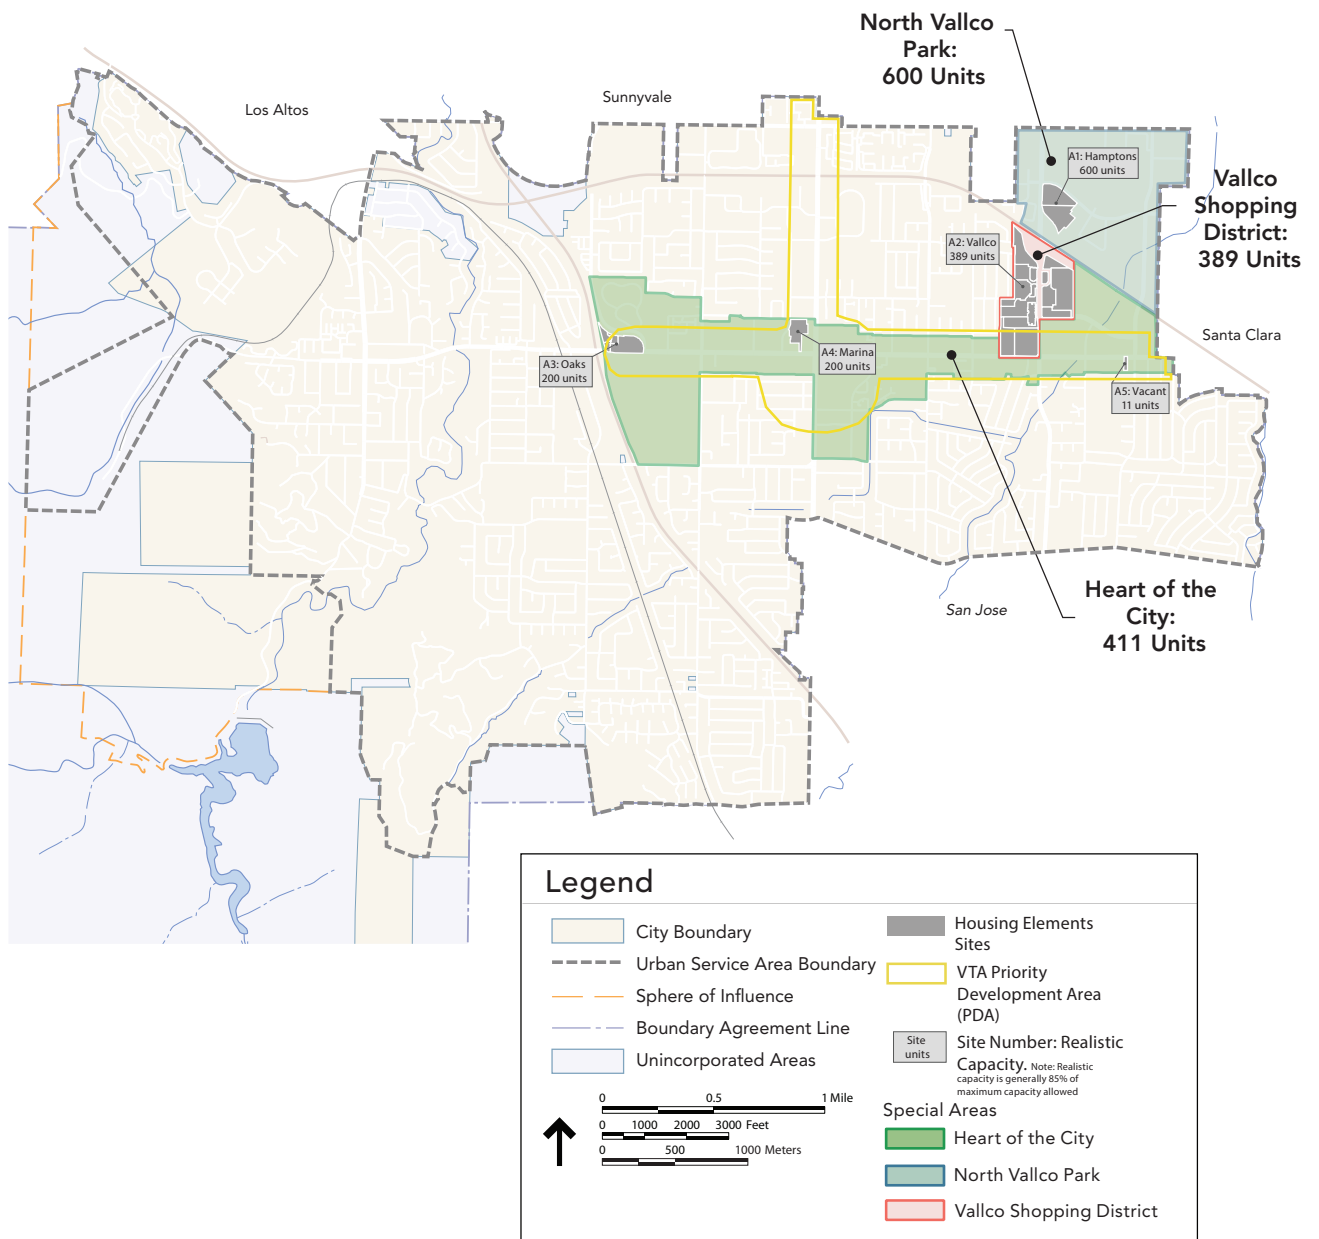 North Vallco
Park:
600 Units
Los Altos
Sunnyvale
A1: Hamptons
600 units
Vallco
Shopping
District:
389 Units
A2: Vallco
389 units
Santa Clara
A3: Oaks
200 units
A4: Marina
200 units
A5: Vacant
11 units
San Jose
Heart of the
City:
411 Units
Legend
City Boundary
Urban Service Area Boundary
Sphere of Influence
Boundary Agreement Line
Unincorporated Areas
0 0.5 1 Mile
0 1000 2000 3000 Feet
0 500 1000 Meters
Housing Elements
Sites
VTA Priority
Development Area
(PDA)
Site
units
Site Number: Realistic
Capacity. Note: Realistic
capacity is generally 85% of
maximum capacity allowed
Special Areas
Heart of the City
North Vallco Park
Vallco Shopping District